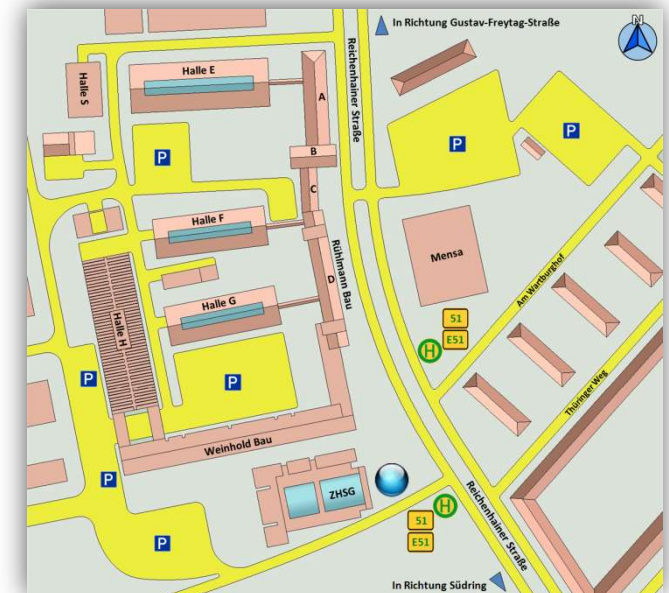 In Richtung Gustav-Freytag-Straße
N
Halle E
Halle S
A
Reichenhainer Straße
P
P
P
B
C
Halle F
Rühlmann Bau
Mensa
D
Am Wartburghof
Halle G
Halle H
51
E51
H
P
P
Thüringer Weg
Weinhold Bau
ZHSG
P
H
51
E51
Reichenhainer Straße
P
In Richtung Südring